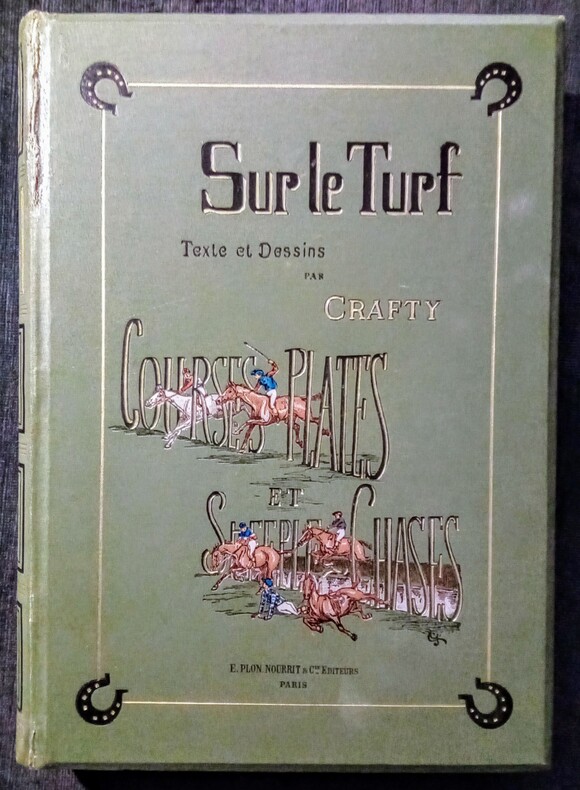 Sur le Turf
Texte et Dessins
PAR
CRAFTY
COURSES PLATES
ET
STEEPLE CHASES
E. PLON. NOURRIT & Cie EDITEURS
PARIS